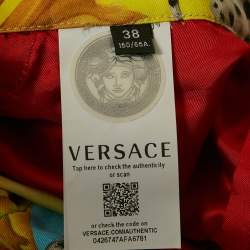 38
160/66A.
VERSACE
Tap here to check the authenticity
or scan
or check the code on
VERSACE.COM/AUTHENTIC
0426747AFA6781